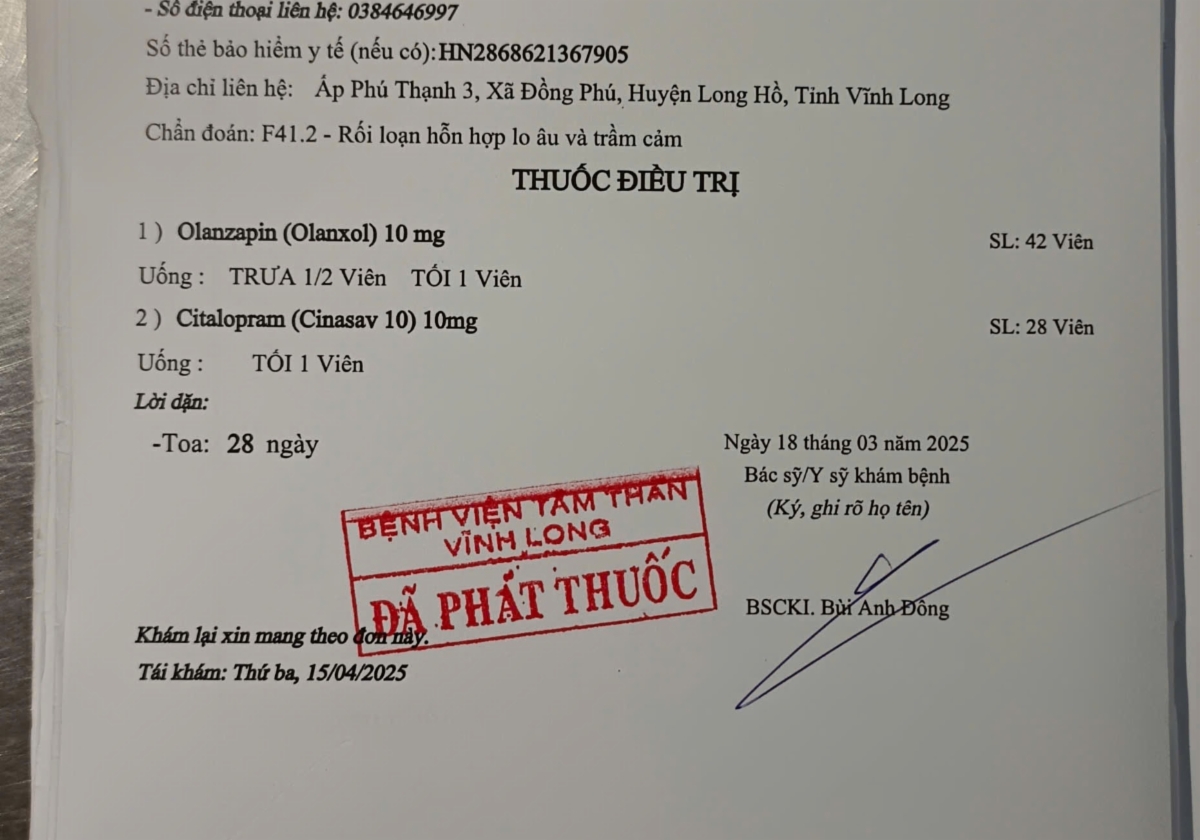 - Số điện thoại liên hệ: 0384646997
Số thẻ bảo hiểm y tế (nếu có):HN2868621367905
Địa chỉ liên hệ: Ấp Phú Thạnh 3, Xã Đồng Phú, Huyện Long Hồ, Tỉnh Vĩnh Long
Chẩn đoán: F41.2 - Rối loạn hỗn hợp lo âu và trầm cảm
THUỐC ĐIỀU TRỊ
1 ) Olanzapin (Olanxol) 10 mg SL: 42 Viên
Uống : TRƯA 1/2 Viên TỐI 1 Viên
2 ) Citalopram (Cinasav 10) 10mg SL: 28 Viên
Uống : TỐI 1 Viên
Lời dặn:
-Toa: 28 ngày
Ngày 18 tháng 03 năm 2025
Bác sỹ/Y sỹ khám bệnh
(Ký, ghi rõ họ tên)
BỆNH VIỆN TÂM THẦN
VĨNH LONG
ĐÃ PHÁT THUỐC
BSCKI. Bùi Anh Đông
Khám lại xin mang theo đơn này.
Tái khám: Thứ ba, 15/04/2025